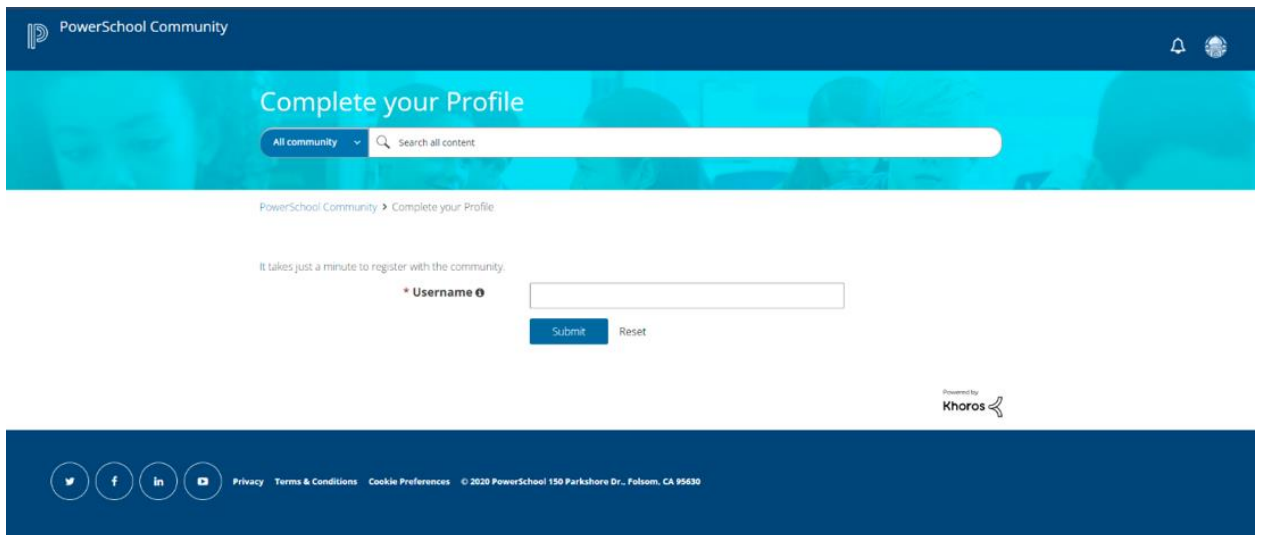 PowerSchool Community
Complete your Profile
All community
Search all content
PowerSchool Community > Complete your Profile
It takes just a minute to register with the community.
* Username
Submit Reset
Powered by
Khoros
Privacy Terms & Conditions Cookie Preferences © 2020 PowerSchool 150 Parkshore Dr., Folsom, CA 95630